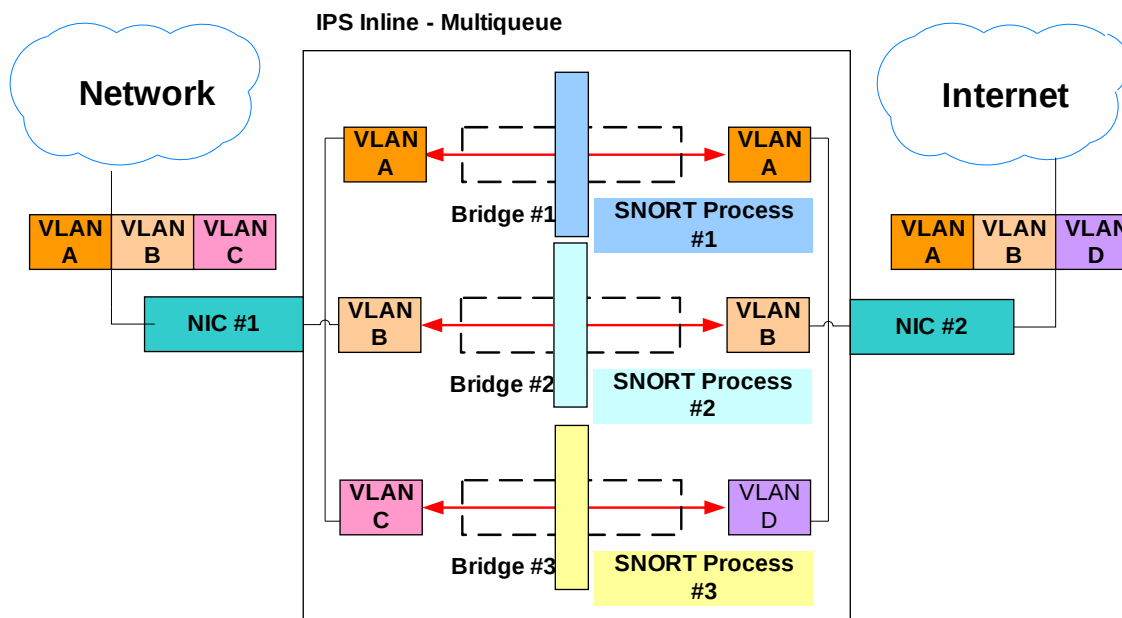 IPS Inline - Multiqueue
Network
Internet
VLAN
A
VLAN
A
Bridge #1
SNORT Process
#1
VLAN
A
VLAN
B
VLAN
C
VLAN
A
VLAN
B
VLAN
D
NIC #1
VLAN
B
VLAN
B
NIC #2
Bridge #2
SNORT Process
#2
VLAN
C
VLAN
D
Bridge #3
SNORT Process
#3